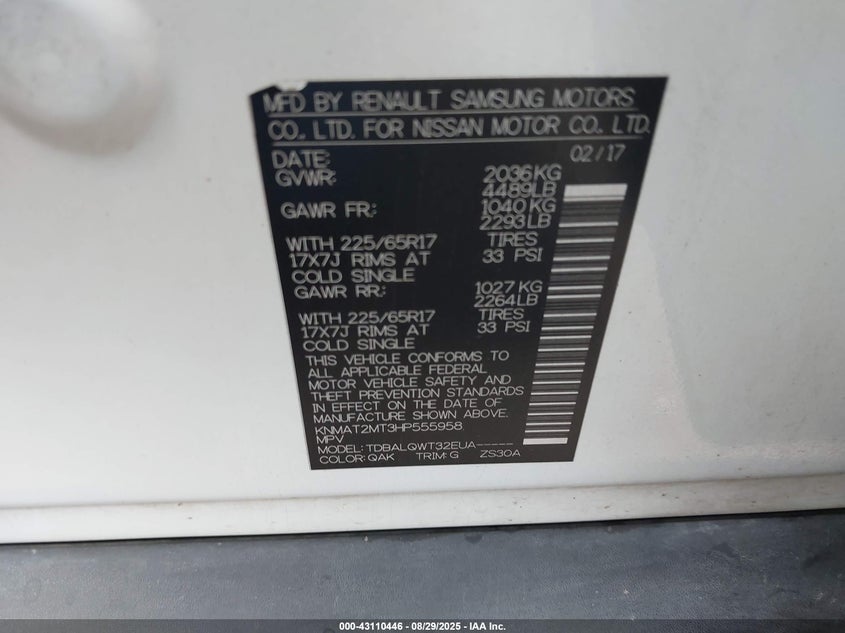 MFD BY RENAULT SAMSUNG MOTORS
CO., LTD. FOR NISSAN MOTOR CO., LTD.
DATE: 02/17
GVWR: 2036KG
4489LB
GAWR FR: 1040KG
2293LB
WITH 225/65R17 TIRES
17X7J RIMS AT 33 PSI
COLD SINGLE
GAWR RR: 1027KG
2264LB
WITH 225/65R17 TIRES
17X7J RIMS AT 33 PSI
COLD SINGLE
THIS VEHICLE CONFORMS TO
ALL APPLICABLE FEDERAL
MOTOR VEHICLE SAFETY AND
THEFT PREVENTION STANDARDS
IN EFFECT ON THE DATE OF
MANUFACTURE SHOWN ABOVE.
KNMAT2MT3HP555958
MPV
MODEL: TDBALQWT32EUA-----
COLOR: QAK TRIM: G ZS30A
000-43110446 - 08/29/2025 - IAA Inc.